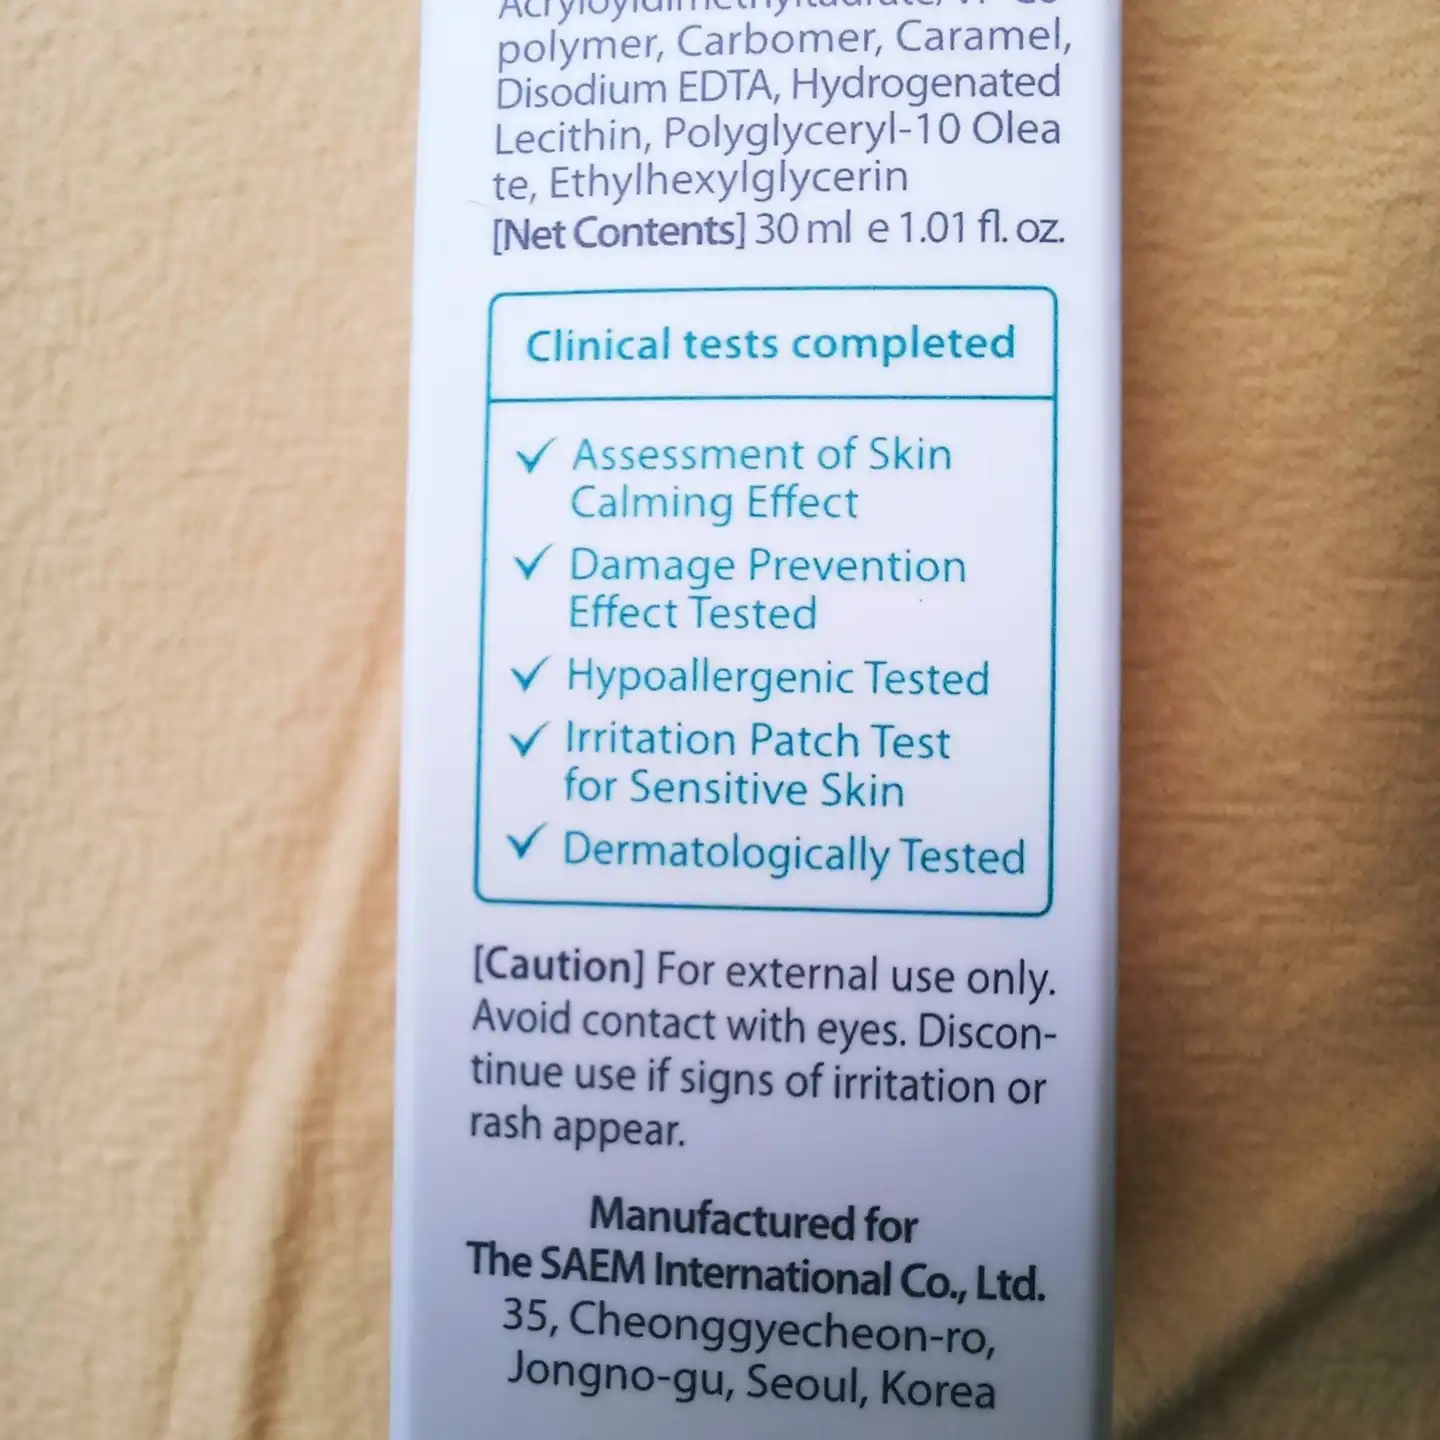 Acryloyldimethyltaurate/VP Co
polymer, Carbomer, Caramel,
Disodium EDTA, Hydrogenated
Lecithin, Polyglyceryl-10 Olea
te, Ethylhexylglycerin
[Net Contents] 30 ml e 1.01 fl. oz.
Clinical tests completed
✓ Assessment of Skin
Calming Effect
✓ Damage Prevention
Effect Tested
✓ Hypoallergenic Tested
✓ Irritation Patch Test
for Sensitive Skin
✓ Dermatologically Tested
[Caution] For external use only.
Avoid contact with eyes. Discon-
tinue use if signs of irritation or
rash appear.
Manufactured for
The SAEM International Co., Ltd.
35, Cheonggyecheon-ro,
Jongno-gu, Seoul, Korea